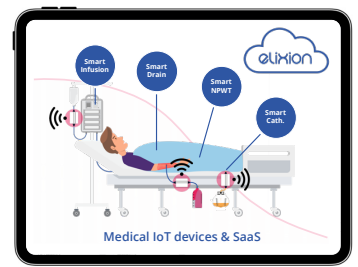 elixion
Smart
Infusion
Smart
Drain
Smart
NPWT
Smart
Cath.
Medical IoT devices & SaaS